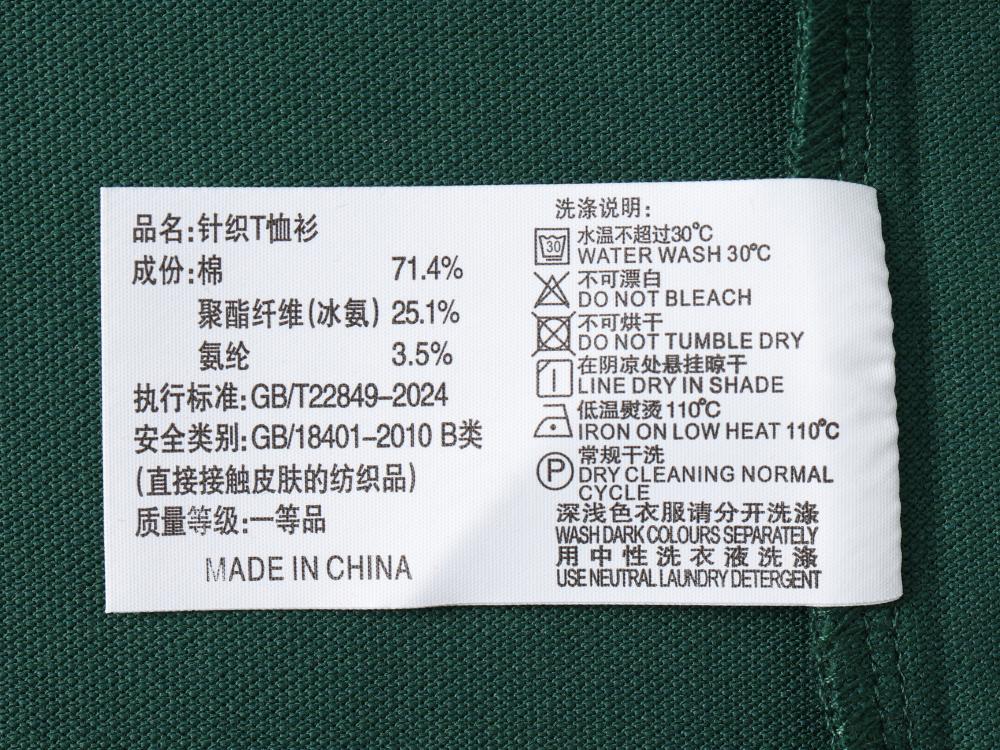 品名:针织T恤衫
成份:棉 71.4%
聚酯纤维(冰氨) 25.1%
氨纶 3.5%
执行标准:GB/T22849-2024
安全类别:GB/18401-2010 B类
(直接接触皮肤的纺织品)
质量等级:一等品
MADE IN CHINA
洗涤说明:
30
水温不超过30℃
WATER WASH 30℃
不可漂白
DO NOT BLEACH
不可烘干
DO NOT TUMBLE DRY
在阴凉处悬挂晾干
LINE DRY IN SHADE
低温熨烫110℃
IRON ON LOW HEAT 110℃
P
常规干洗
DRY CLEANING NORMAL
CYCLE
深浅色衣服请分开洗涤
WASH DARK COLOURS SEPARATELY
用中性洗衣液洗涤
USE NEUTRAL LAUNDRY DETERGENT